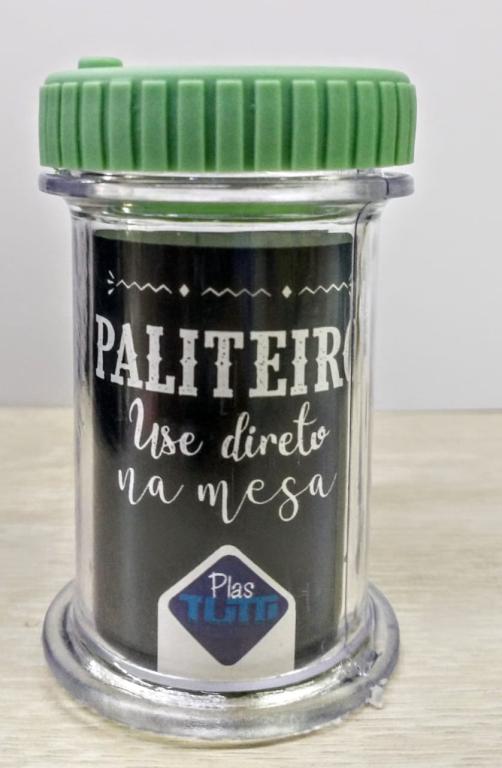 PALITEIRO
Use direto
na mesa
Plas
TUTTI